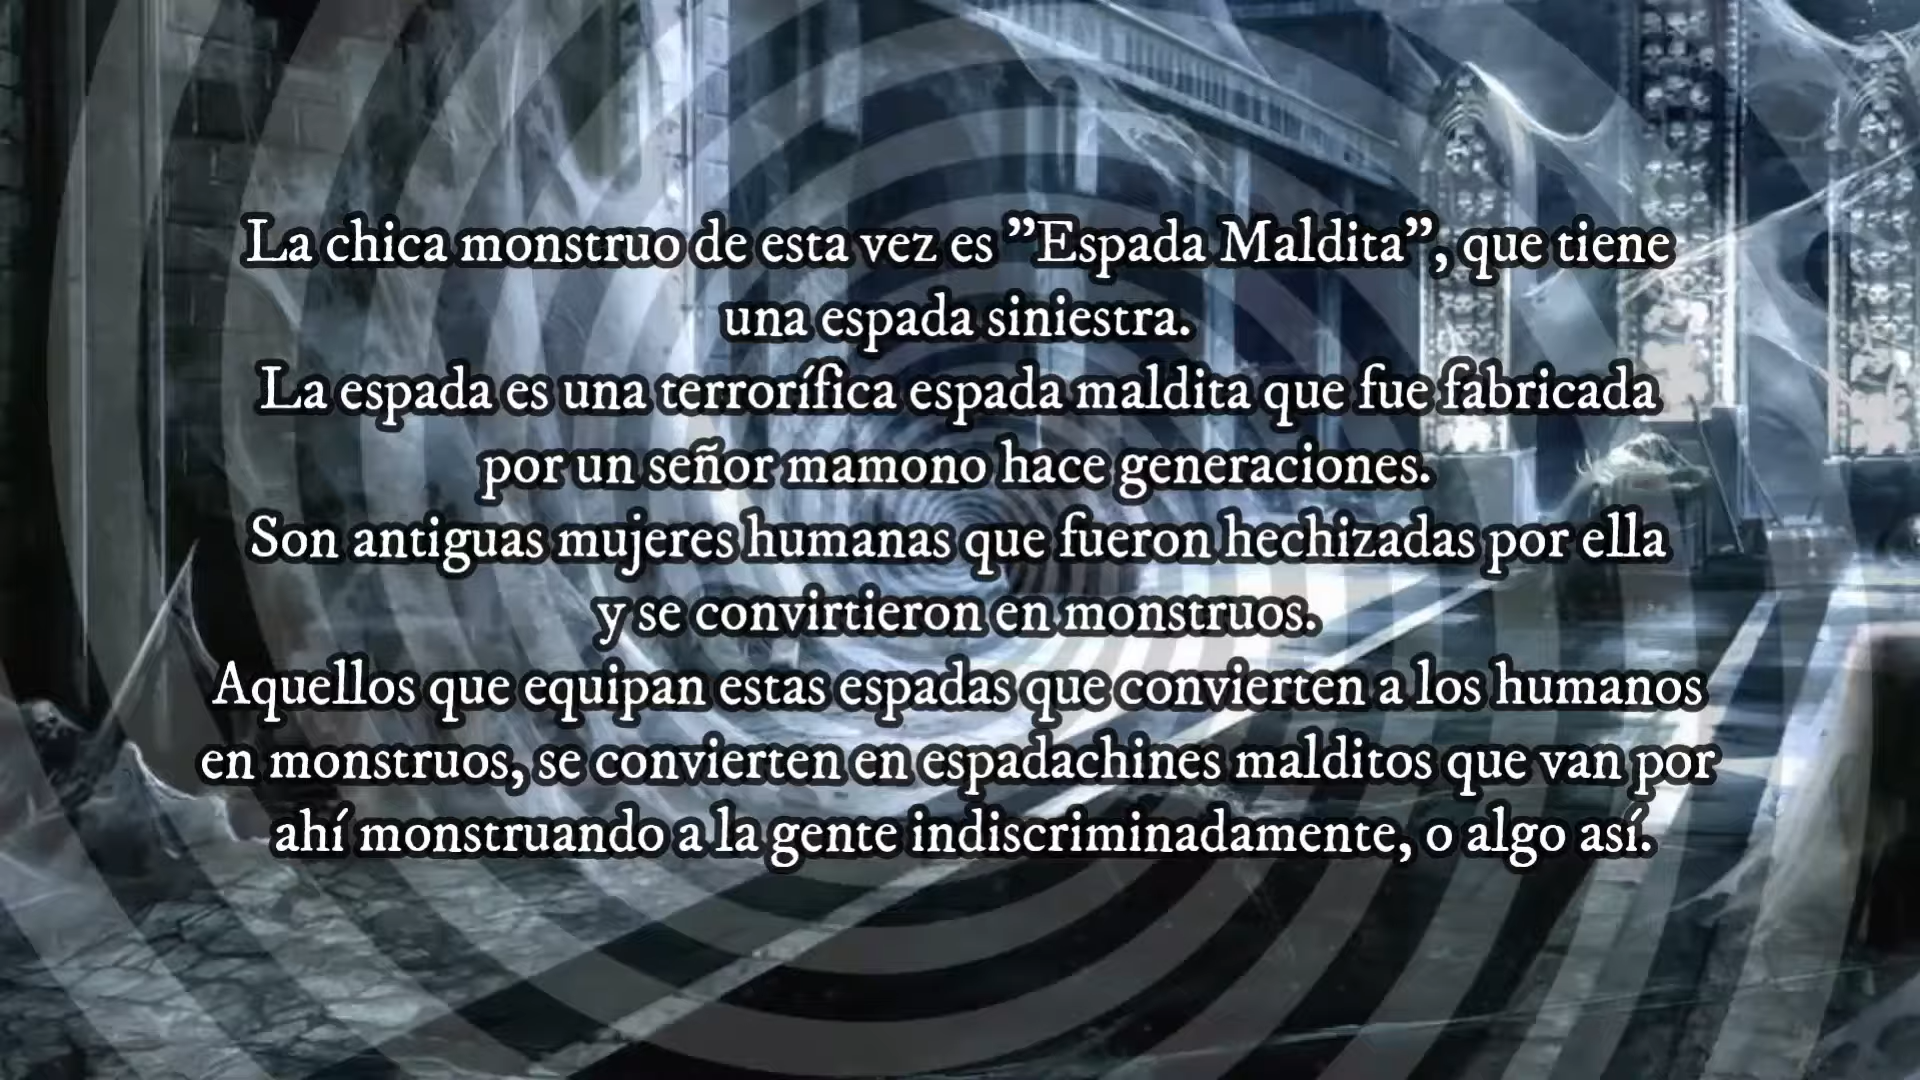 La chica monstruo de esta vez es "Espada Maldita", que tiene
una espada siniestra.
La espada es una terrorífica espada maldita que fue fabricada
por un señor mamono hace generaciones.
Son antiguas mujeres humanas que fueron hechizadas por ella
y se convirtieron en monstruos.
Aquellos que equipan estas espadas que convierten a los humanos
en monstruos, se convierten en espadachines malditos que van por
ahí monstruando a la gente indiscriminadamente, o algo así.